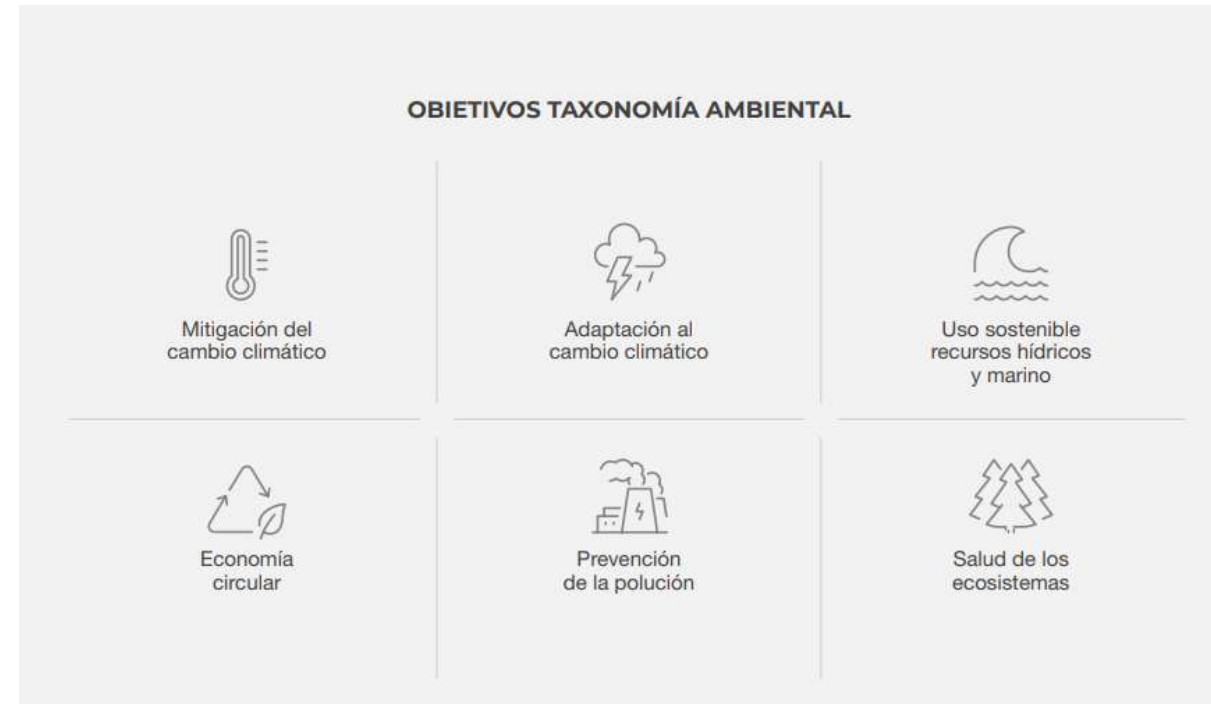 OBIETIVOS TAXONOMÍA AMBIENTAL
Mitigación del
cambio climático
Adaptación al
cambio climático
Uso sostenible
recursos hídricos
y marino
Economía
circular
Prevención
de la polución
Salud de los
ecosistemas